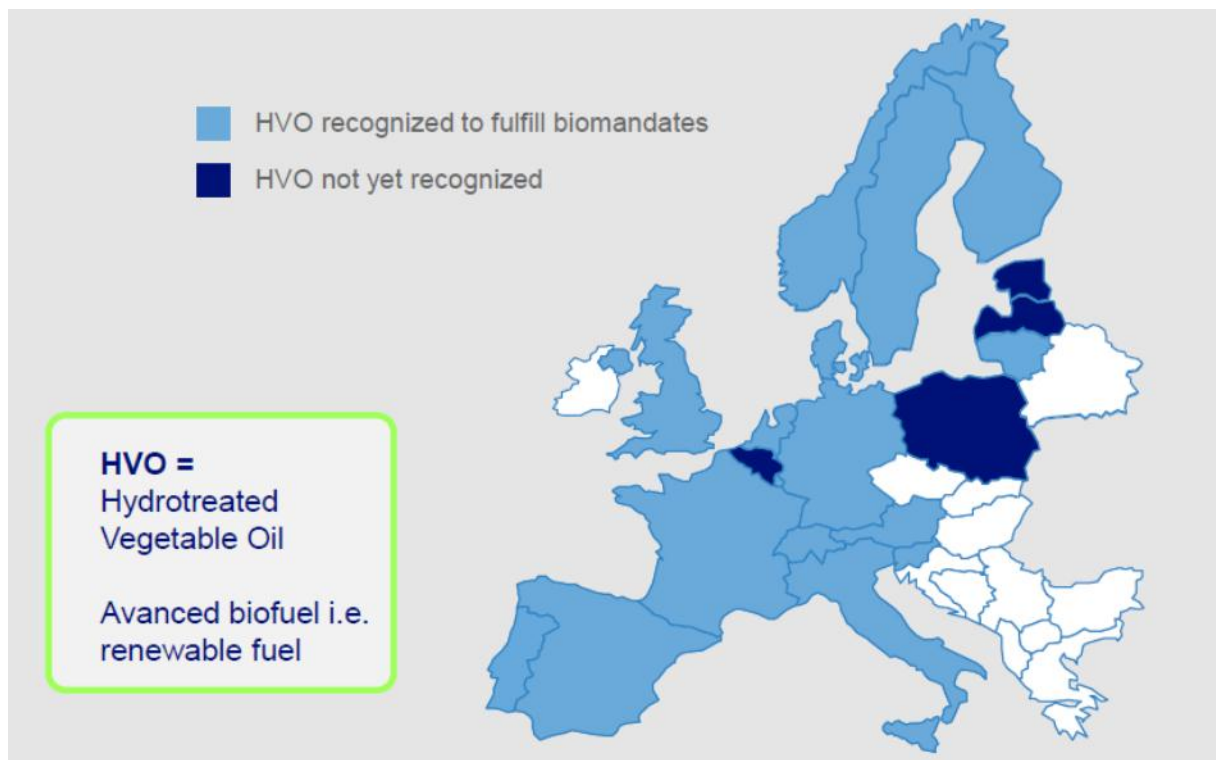 HVO recognized to fulfill biomandates
HVO not yet recognized
HVO =
Hydrotreated
Vegetable Oil
Avanced biofuel i.e.
renewable fuel